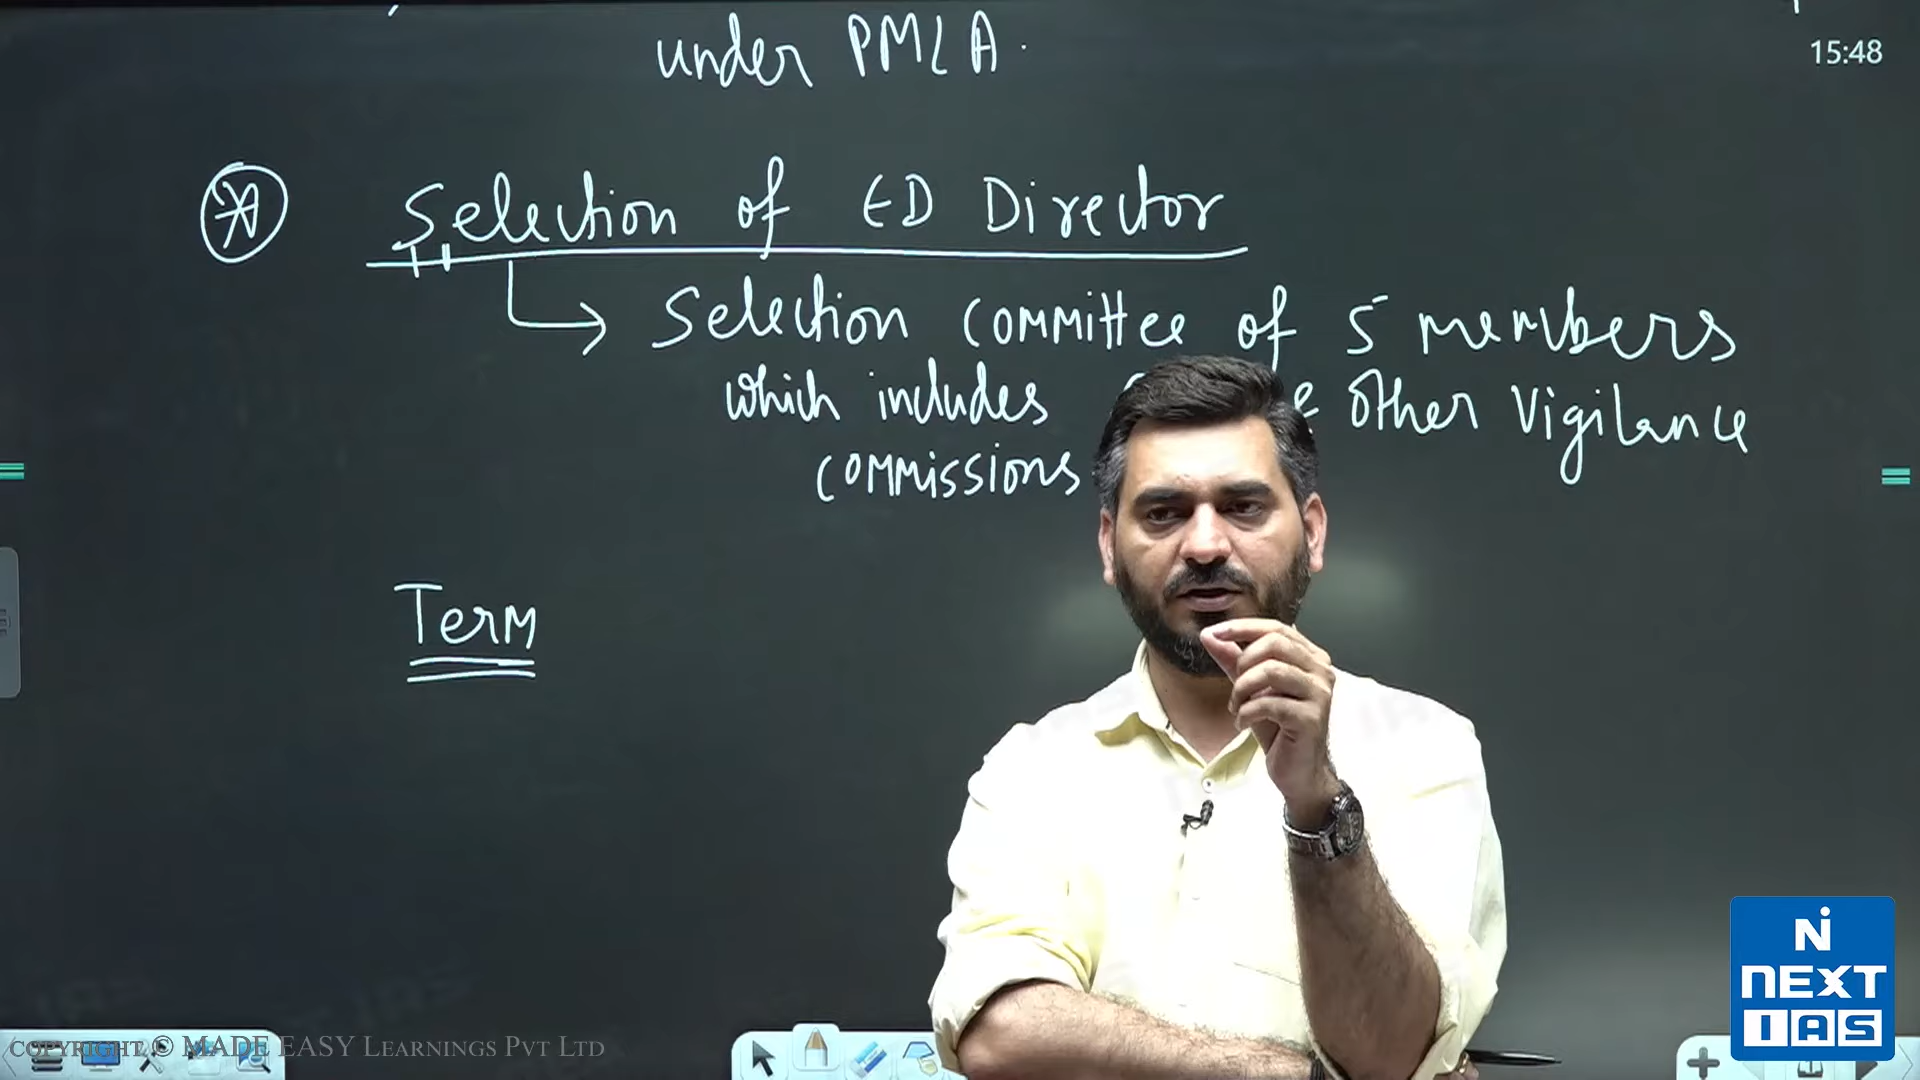 under PMLA.
15:48
Selection of ED Director
Selection Committee of 5 members
which includes other Vigilance
Commissions
Term
N
NEXT
IAS
COPYRIGHT © MADE EASY LEARNINGS PVT LTD